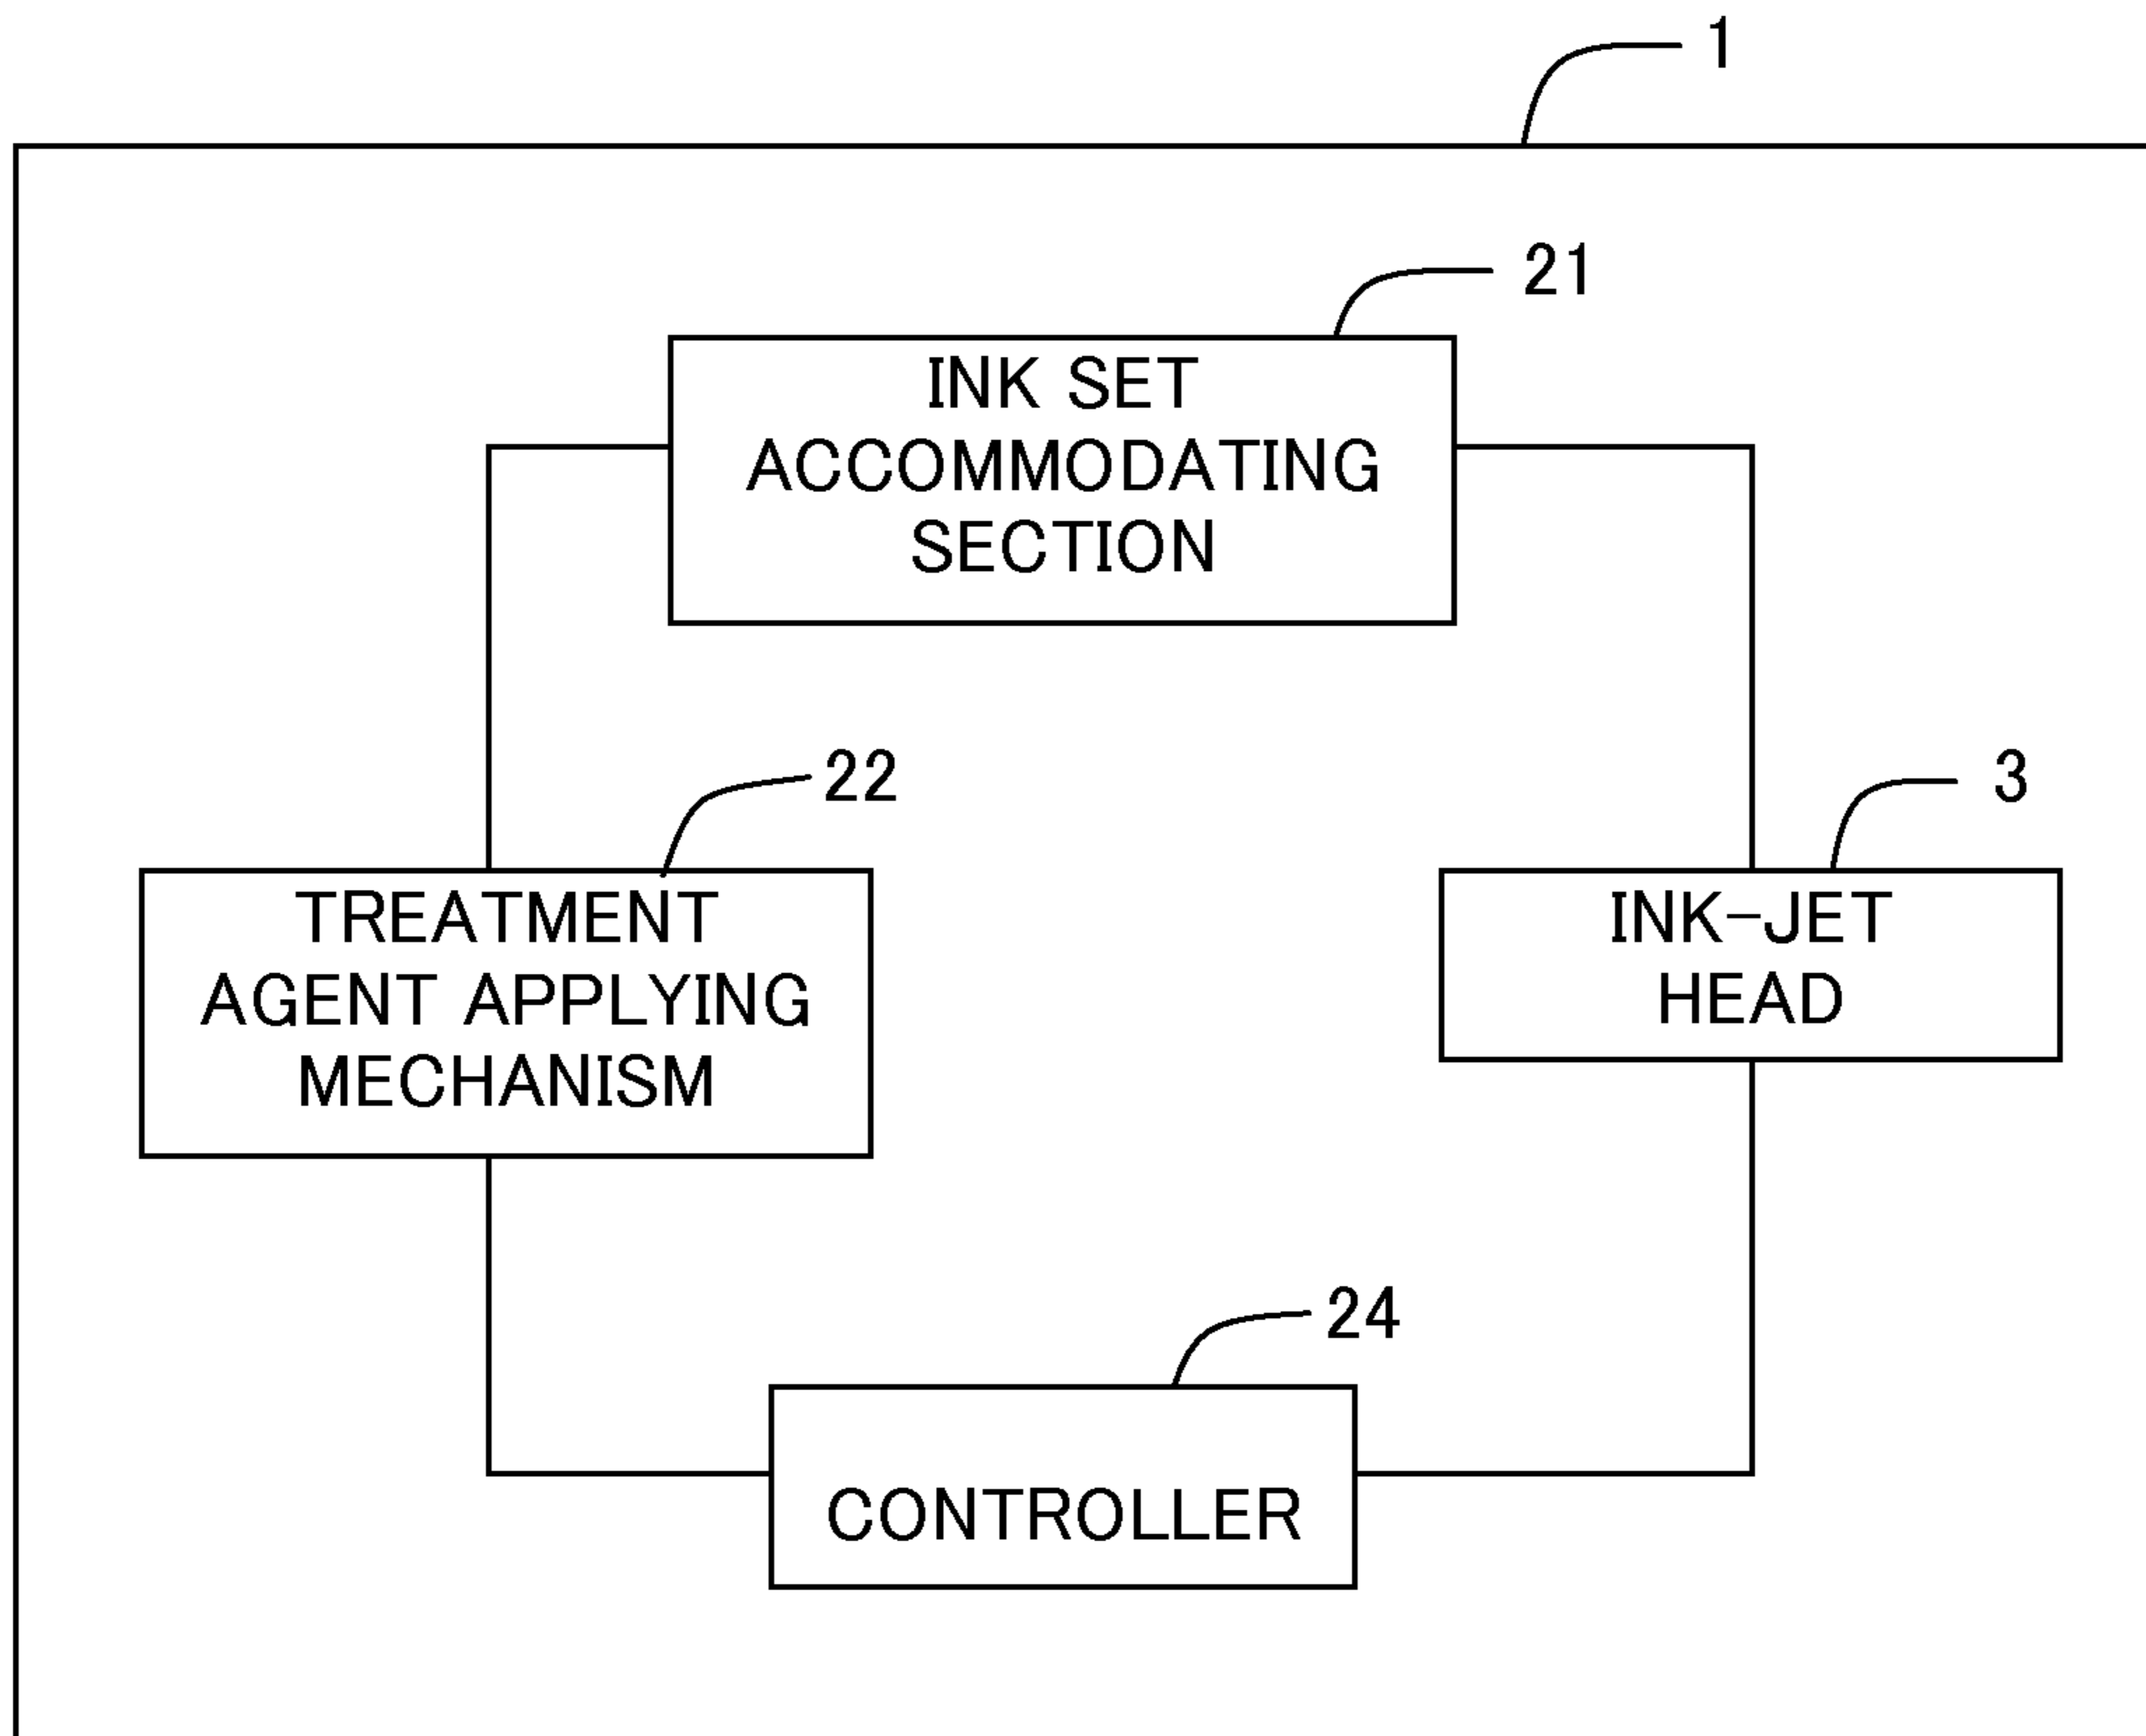 1
21
INK SET
ACCOMMODATING
SECTION
22
3
TREATMENT
AGENT APPLYING
MECHANISM
INK-JET
HEAD
24
CONTROLLER